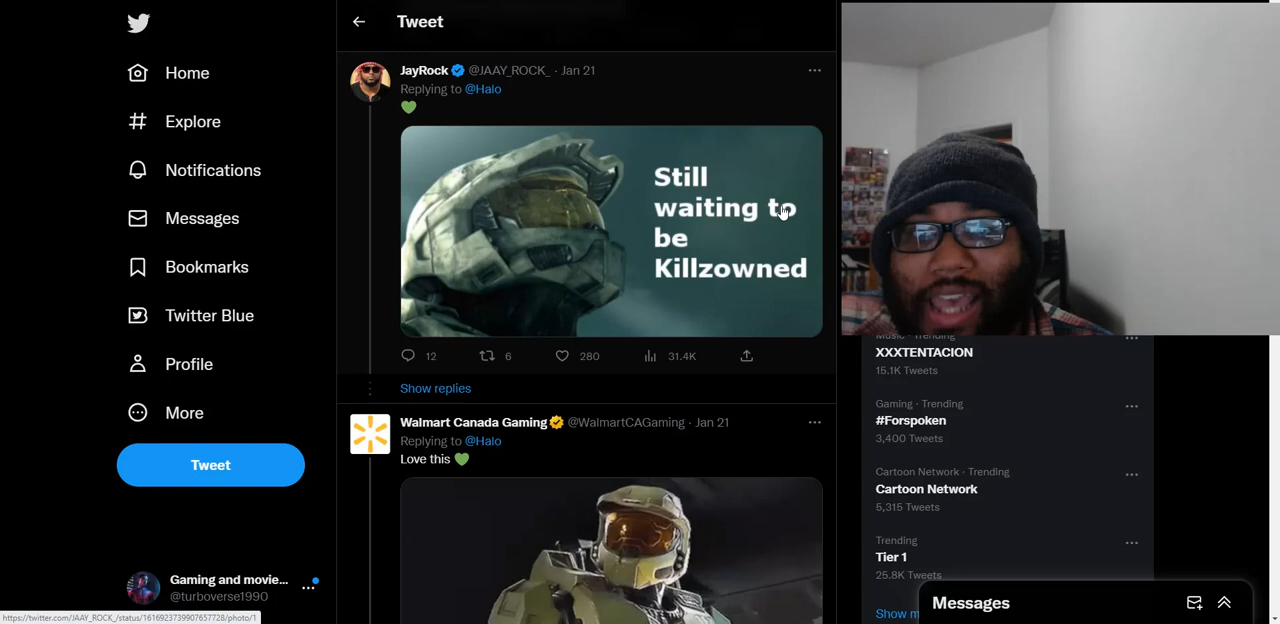 Home
Explore
Notifications
Messages
Bookmarks
Twitter Blue
Profile
More
Tweet
Gaming and movie...
@turboverse1990
https://twitter.com/JAAY_ROCK_/status/1616923739907657728/photo/1
Tweet
JayRock @JAAY_ROCK_ · Jan 21
Replying to @Halo
💚
Still
waiting to
be
Killzowned
12 6 280 31.4K
Show replies
Walmart Canada Gaming @WalmartCAGaming · Jan 21
Replying to @Halo
Love this 💚
Music · Trending
XXXTENTACION
15.1K Tweets
Gaming · Trending
#Forspoken
3,400 Tweets
Cartoon Network · Trending
Cartoon Network
5,315 Tweets
Trending
Tier 1
25.8K Tweets
Show m
Messages